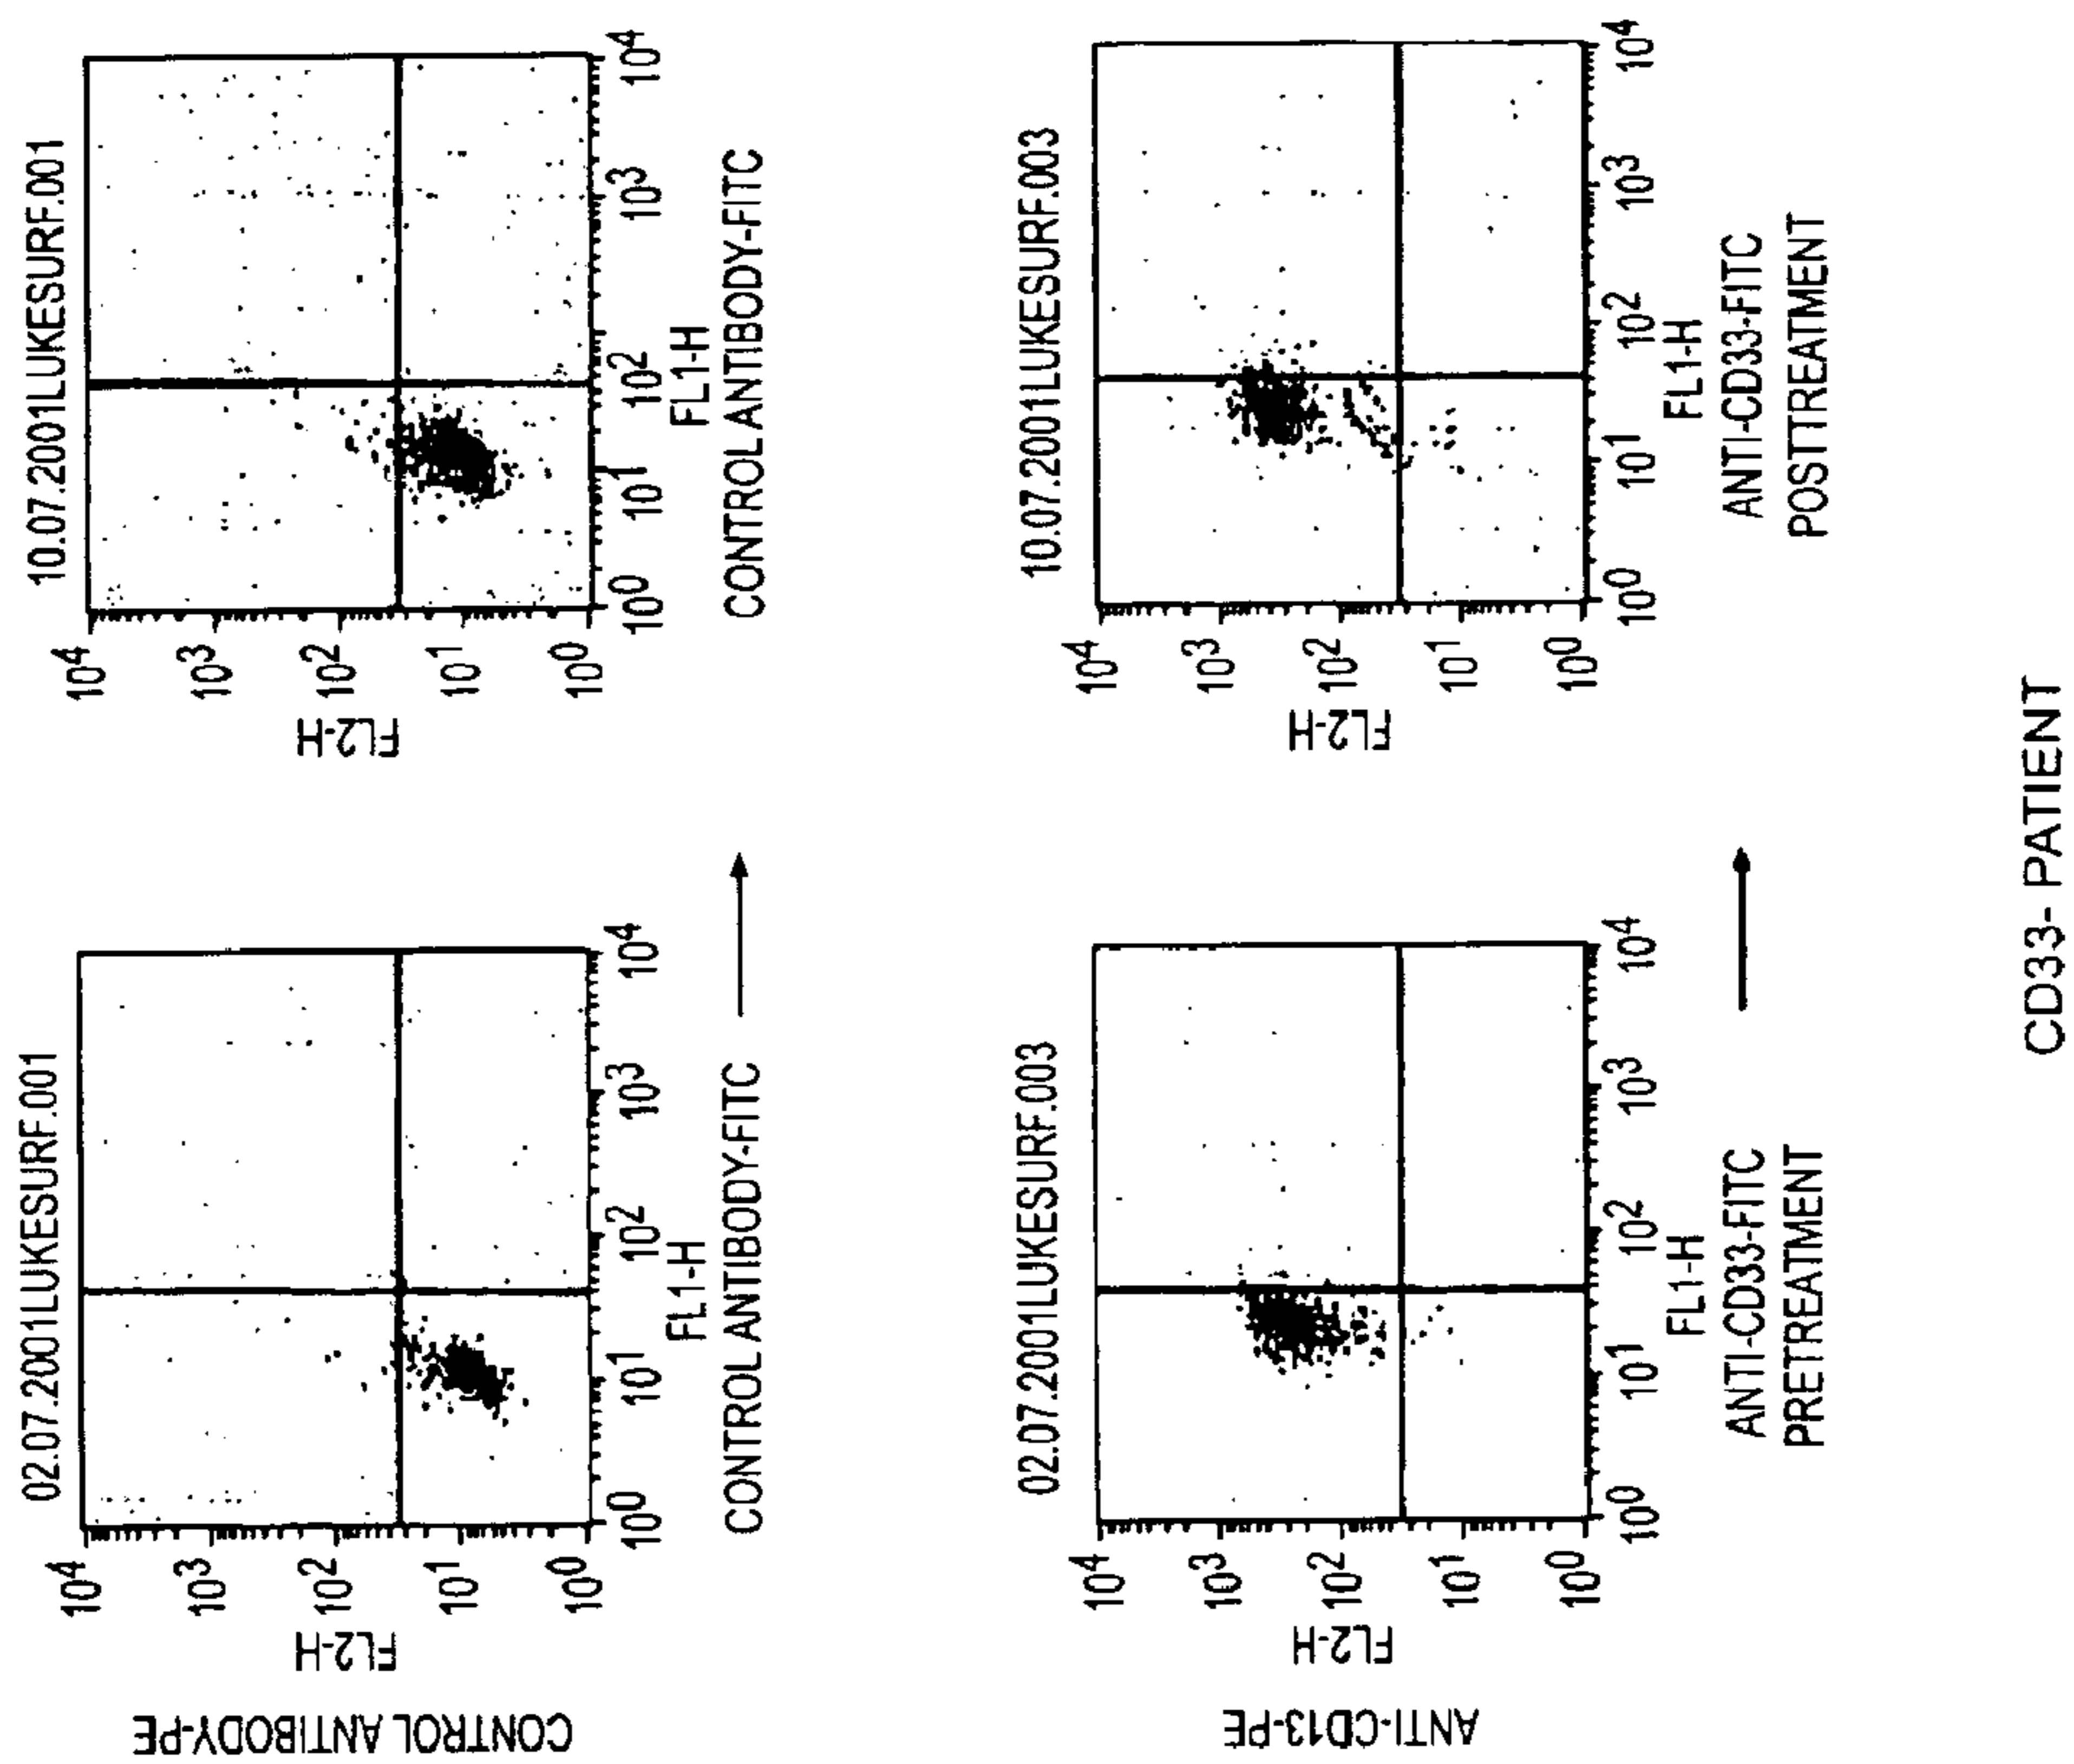 02.07.2001LUKESURF.001
CONTROL ANTIBODY-PE
FL2-H
10⁴
10³
10²
10¹
10⁰
10⁰ 10¹ 10² 10³ 10⁴
FL1-H
CONTROL ANTIBODY-FITC
10.07.2001LUKESURF.001
FL2-H
10⁴
10³
10²
10¹
10⁰
10⁰ 10¹ 10² 10³ 10⁴
FL1-H
CONTROL ANTIBODY-FITC
02.07.2001LUKESURF.003
ANTI-CD13-PE
FL2-H
10⁴
10³
10²
10¹
10⁰
10⁰ 10¹ 10² 10³ 10⁴
FL1-H
ANTI-CD33-FITC
PRETREATMENT
10.07.2001LUKESURF.003
FL2-H
10⁴
10³
10²
10¹
10⁰
10⁰ 10¹ 10² 10³ 10⁴
FL1-H
ANTI-CD33-FITC
POSTTREATMENT
CD33- PATIENT